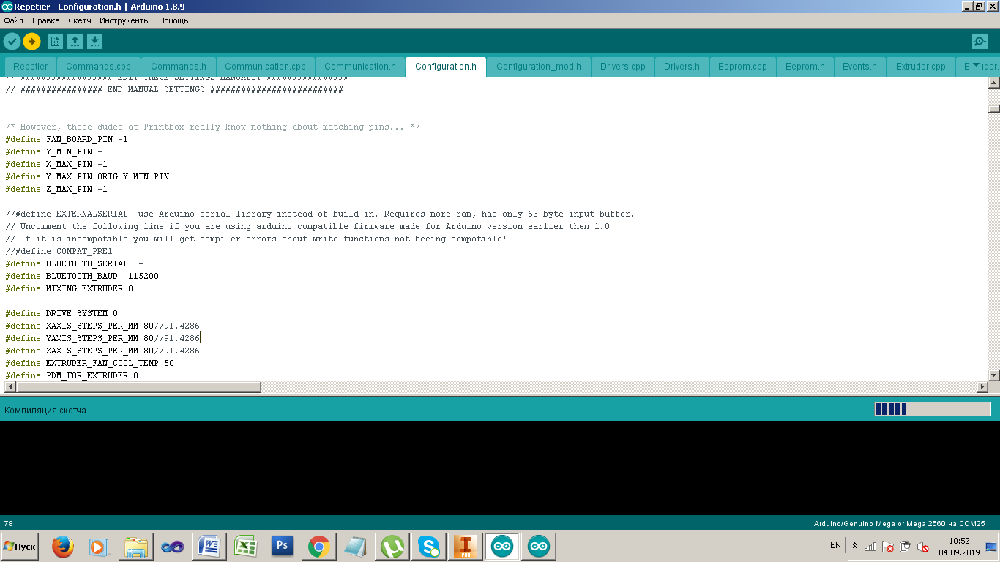 Repetier - Configuration.h | Arduino 1.8.9
Файл Правка Скетч Инструменты Помощь
Repetier Commands.cpp Commands.h Communication.cpp Communication.h Configuration.h Configuration_mod.h Drivers.cpp Drivers.h Eeprom.cpp Eeprom.h Events.h Extruder.cpp
// ################## EDIT THESE SETTINGS MANUALLY ################
// ################ END MANUAL SETTINGS ##########################
/* However, those dudes at Printbox really know nothing about matching pins... */
#define FAN_BOARD_PIN -1
#define Y_MIN_PIN -1
#define X_MAX_PIN -1
#define Y_MAX_PIN ORIG_Y_MIN_PIN
#define Z_MAX_PIN -1
//#define EXTERNALSERIAL  use Arduino serial library instead of build in. Requires more ram, has only 63 byte input buffer.
// Uncomment the following line if you are using arduino compatible firmware made for Arduino version earlier then 1.0
// If it is incompatible you will get compiler errors about write functions not beeing compatible!
//#define COMPAT_PRE1
#define BLUETOOTH_SERIAL  -1
#define BLUETOOTH_BAUD  115200
#define MIXING_EXTRUDER 0
#define DRIVE_SYSTEM 0
#define XAXIS_STEPS_PER_MM 80//91.4286
#define YAXIS_STEPS_PER_MM 80//91.4286
#define ZAXIS_STEPS_PER_MM 80//91.4286
#define EXTRUDER_FAN_COOL_TEMP 50
#define PDM_FOR_EXTRUDER 0
Компиляция скетча...
78
Arduino/Genuino Mega or Mega 2560 на COM25
Пуск
Ps
PRO
EN
10:52
04.09.2019